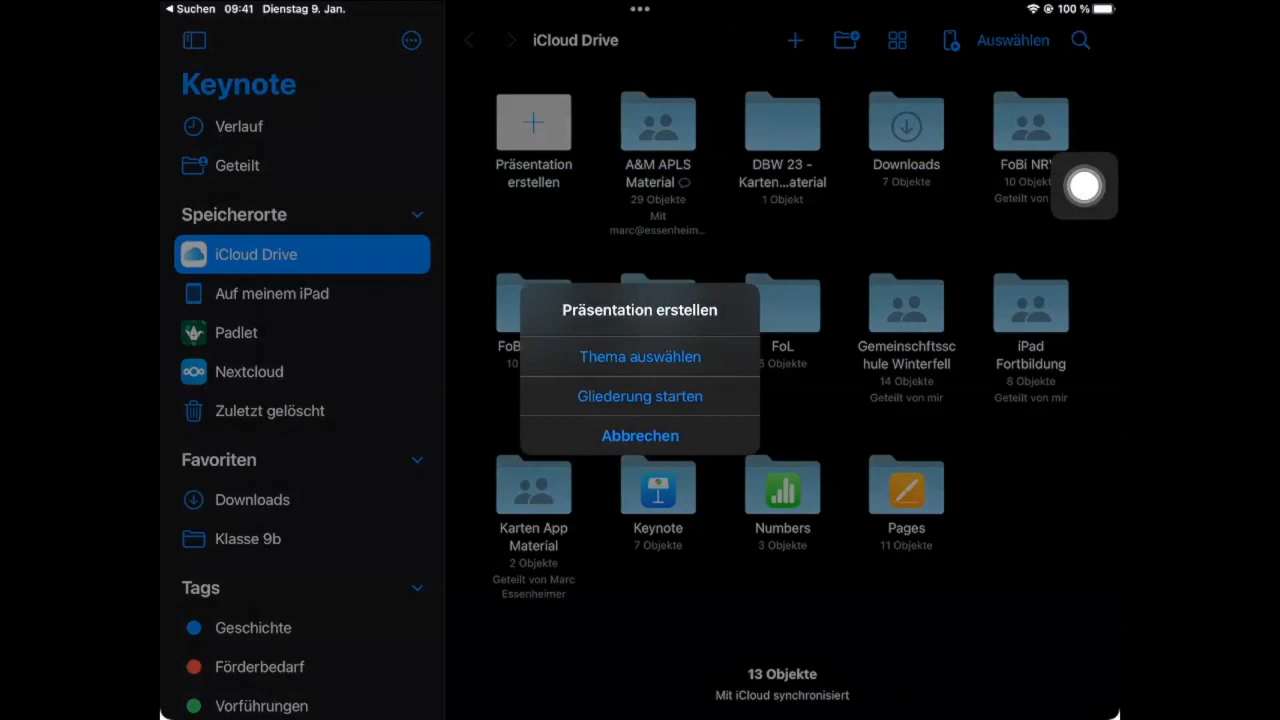 Suchen 09:41 Dienstag 9. Jan.
100 %
Keynote
Verlauf
Geteilt
Speicherorte
iCloud Drive
Auf meinem iPad
Padlet
Nextcloud
Zuletzt gelöscht
Favoriten
Downloads
Klasse 9b
Tags
Geschichte
Förderbedarf
Vorführungen
iCloud Drive
Auswählen
Präsentation
erstellen
A&M APLS
Material
29 Objekte
Mit
marc@essenheim…
DBW 23 -
Karten…aterial
1 Objekt
Downloads
7 Objekte
FoBi
10 Objekt
Geteilt von
Präsentation erstellen
Thema auswählen
Gliederung starten
Abbrechen
FoB
10
FoL
Objekte
Gemeinschftssc
hule Winterfell
14 Objekte
Geteilt von mir
iPad
Fortbildung
8 Objekte
Geteilt von mir
Karten App
Material
2 Objekte
Geteilt von Marc
Essenheimer
Keynote
7 Objekte
Numbers
3 Objekte
Pages
11 Objekte
13 Objekte
Mit iCloud synchronisiert